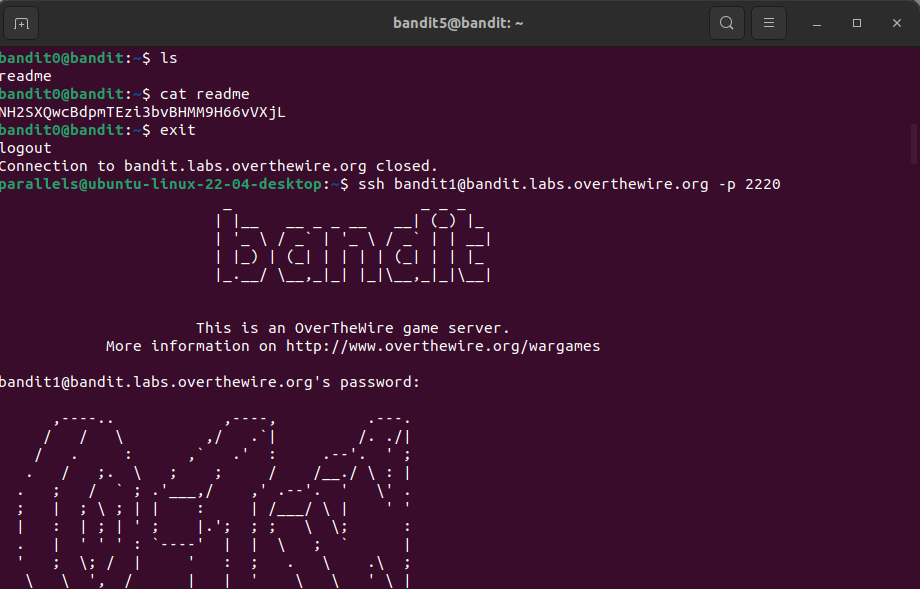 bandit5@bandit: ~
bandit0@bandit:~$ ls
readme
bandit0@bandit:~$ cat readme
NH2SXQwcBdpmTEzi3bvBHMM9H66vVXjL
bandit0@bandit:~$ exit
logout
Connection to bandit.labs.overthewire.org closed.
parallels@ubuntu-linux-22-04-desktop:~$ ssh bandit1@bandit.labs.overthewire.org -p 2220
bandit
This is an OverTheWire game server.
More information on http://www.overthewire.org/wargames
bandit1@bandit.labs.overthewire.org's password: